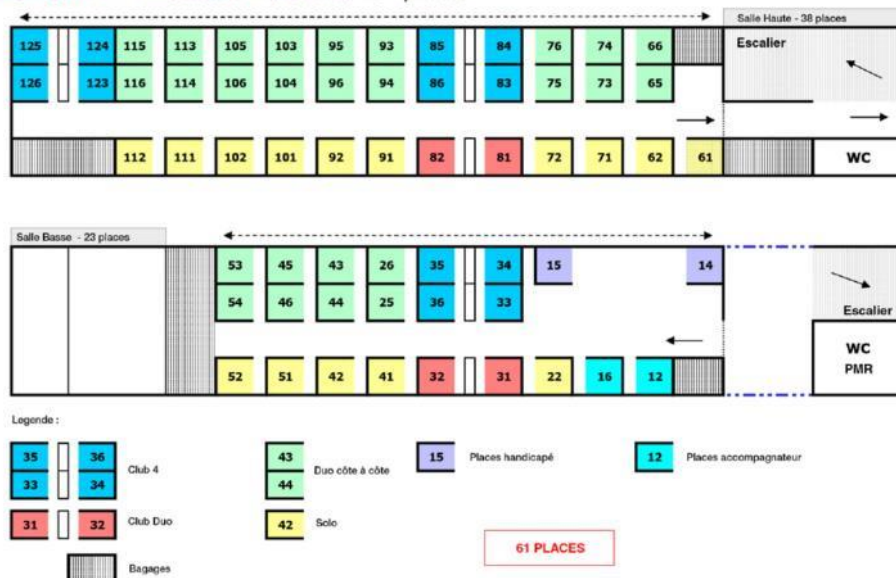 Salle Haute - 38 places
125 124 115 113 105 103 95 93 85 84 76 74 66 Escalier
126 123 116 114 106 104 96 94 86 83 75 73 65
112 111 102 101 92 91 82 81 72 71 62 61 WC
Salle Basse - 23 places
53 45 43 26 35 34 15 14
54 46 44 25 36 33 Escalier
52 51 42 41 32 31 22 16 12 WC
PMR
Legende :
35 36 Club 4 43 Duo côte à côte 15 Places handicapé 12 Places accompagnateur
33 34 44
31 32 Club Duo 42 Solo
61 PLACES
Bagages